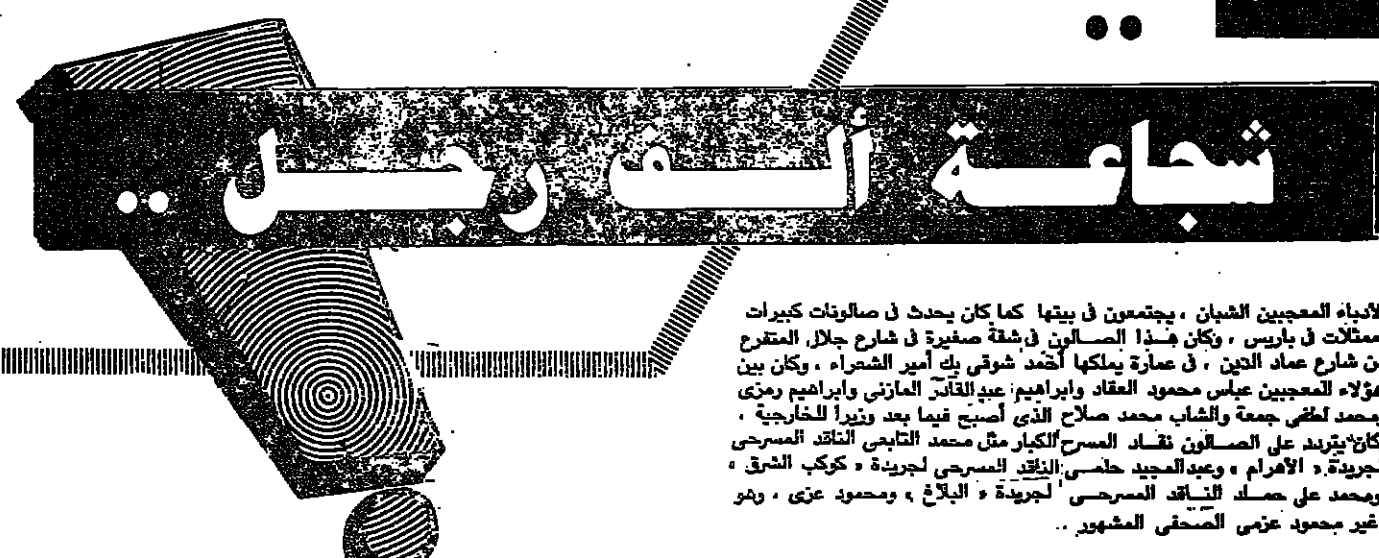 شجاعة ألف رجل ..
لأدباء المعجبين الشبان ، يجتمعون فى بيتها كما كان يحدث فى صالونات كبيرات
ممثلات فى باريس ، وكان هذا الصالون فى شقة صغيرة فى شارع جلال المتفرع
ن شارع عماد الدين ، فى عمارة يملكها أحمد شوقى بك أمير الشعراء ، وكان بين
هؤلاء المعجبين عباس محمود العقاد وابراهيم عبدالقادر المازنى وابراهيم رمزى
محمد لطفى جمعة والشاب محمد صلاح الذى أصبح فيما بعد وزيرا للخارجية ،
كان يتردد على الصالون نقاد المسرح الكبار مثل محمد التابعى الناقد المسرحى
لجريدة « الأهرام » وعبدالمجيد حلمى الناقد المسرحى لجريدة « كوكب الشرق »
ومحمد على حماد الناقد المسرحى لجريدة « البلاغ » ومحمود عزى ، وهو
غير محمود عزمى الصحفى المشهور ..